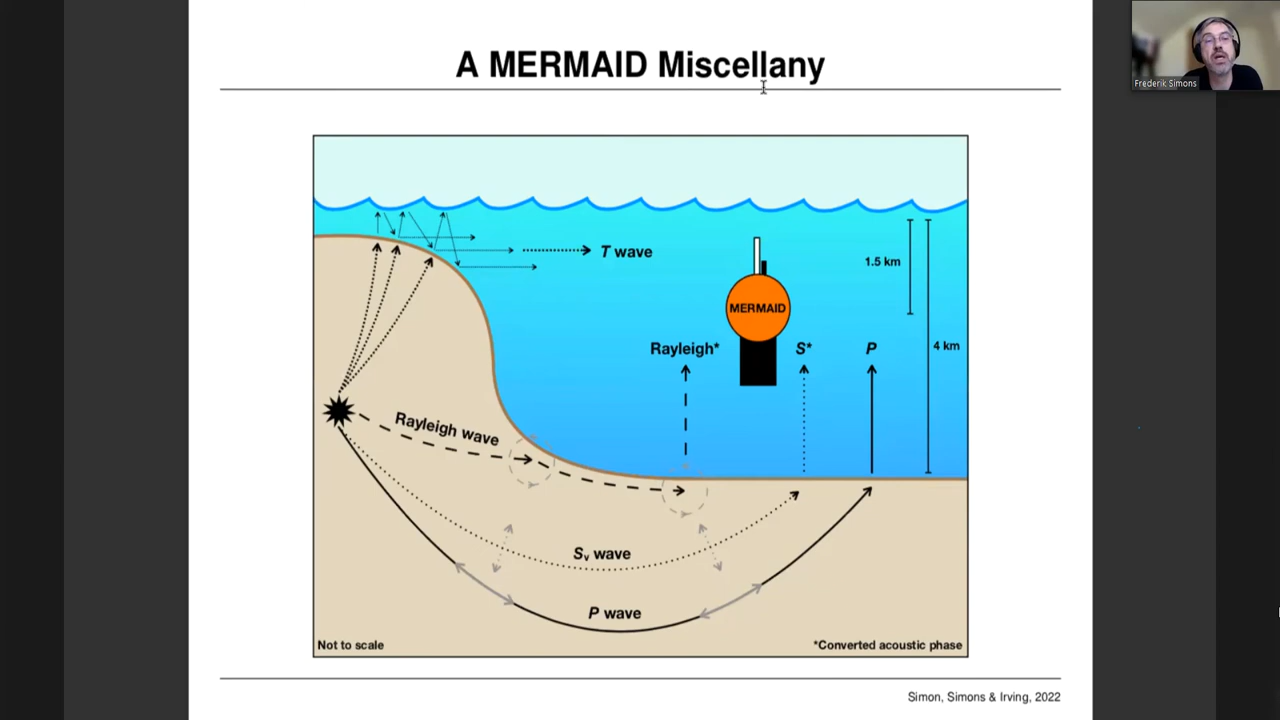 A MERMAID Miscellany
Frederik Simons
T wave
1.5 km
MERMAID
Rayleigh*
S*
P
4 km
Rayleigh wave
Sv wave
P wave
Not to scale
*Converted acoustic phase
Simon, Simons & Irving, 2022